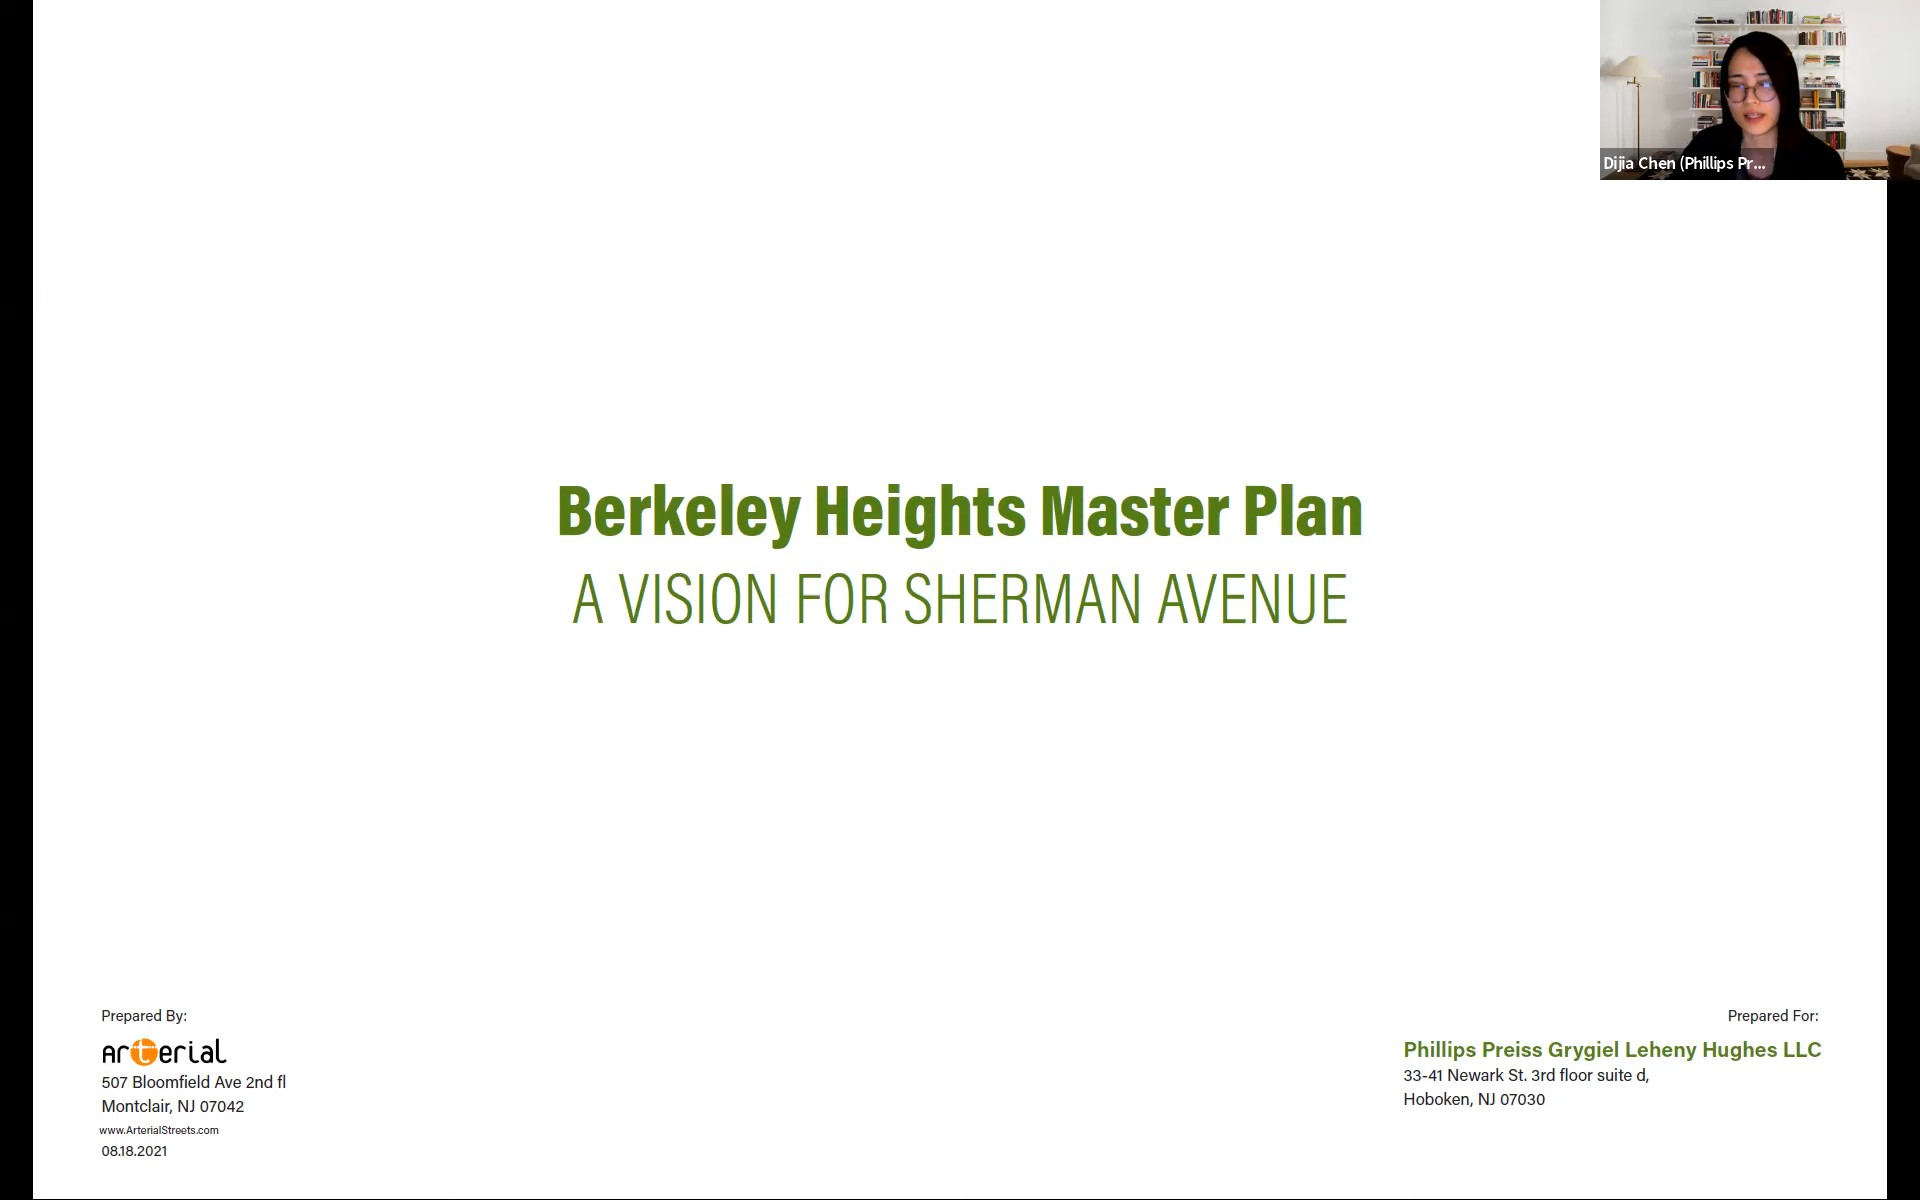 Dijia Chen (Phillips Pr...
Berkeley Heights Master Plan
A VISION FOR SHERMAN AVENUE
Prepared By:
arterial
507 Bloomfield Ave 2nd fl
Montclair, NJ 07042
www.ArterialStreets.com
08.18.2021
Prepared For:
Phillips Preiss Grygiel Leheny Hughes LLC
33-41 Newark St. 3rd floor suite d,
Hoboken, NJ 07030